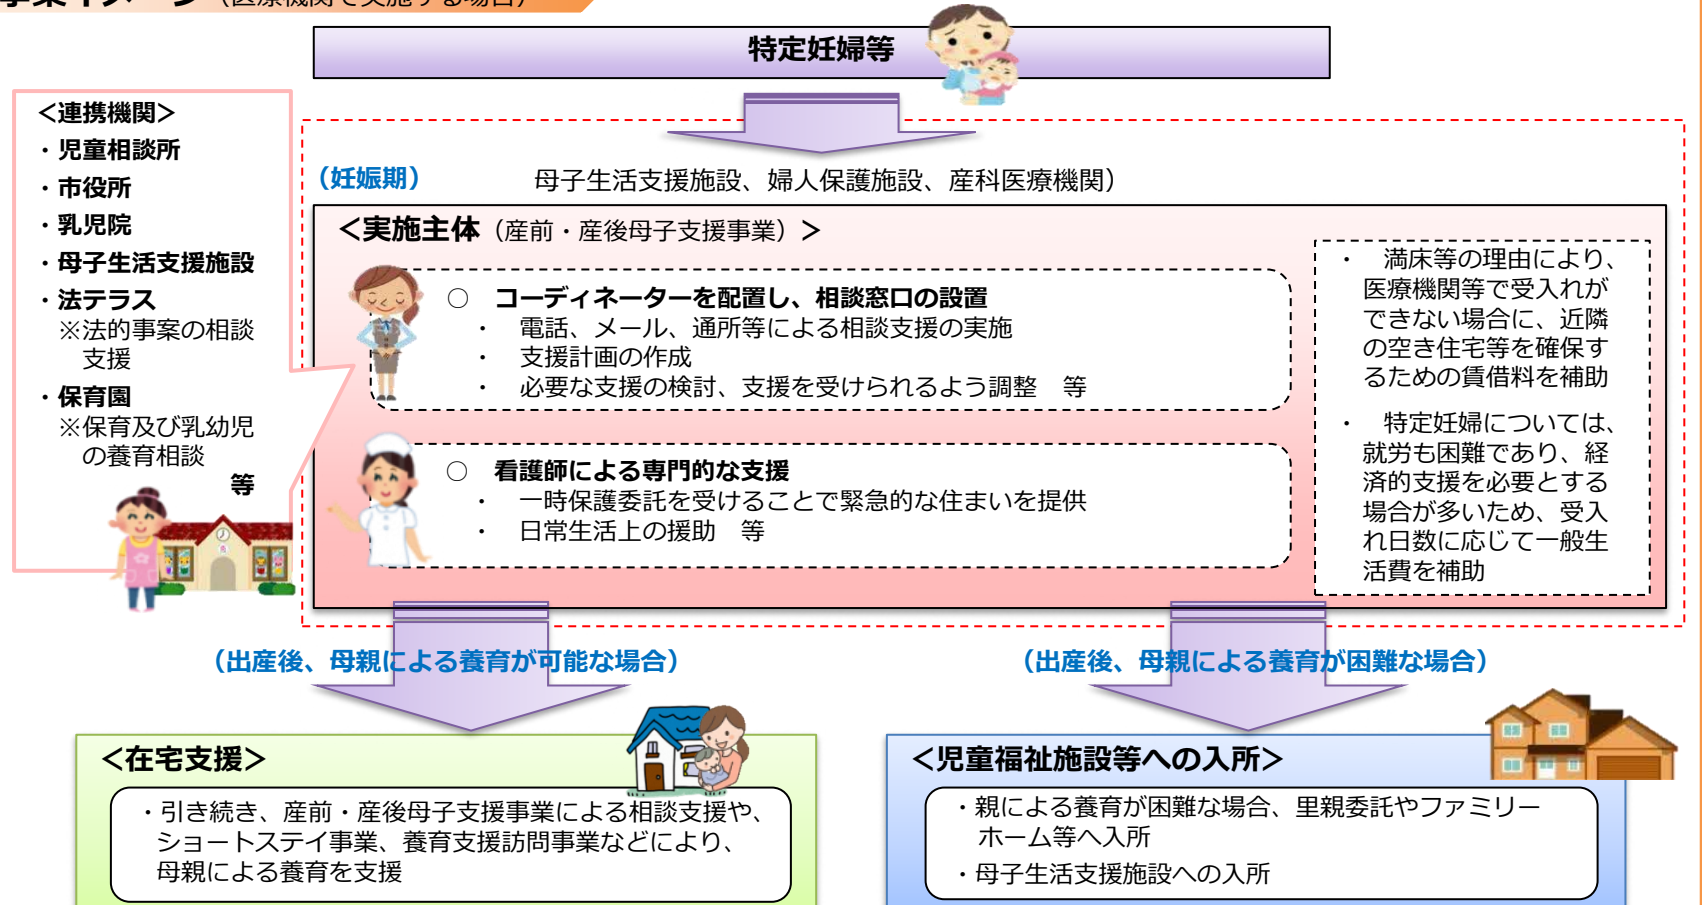 事業イメージ（医療機関で実施する場合）
特定妊婦等
＜連携機関＞
・児童相談所
・市役所
・乳児院
・母子生活支援施設
・法テラス
※法的事案の相談
支援
・保育園
※保育及び乳幼児
の養育相談
等
（妊娠期）
母子生活支援施設、婦人保護施設、産科医療機関）
＜実施主体（産前・産後母子支援事業）＞
○　コーディネーターを配置し、相談窓口の設置
・　電話、メール、通所等による相談支援の実施
・　支援計画の作成
・　必要な支援の検討、支援を受けられるよう調整　等
○　看護師による専門的な支援
・　一時保護委託を受けることで緊急的な住まいを提供
・　日常生活上の援助　等
・　満床等の理由により、
医療機関等で受入れが
できない場合に、近隣
の空き住宅等を確保す
るための賃借料を補助
・　特定妊婦については、
就労も困難であり、経
済的支援を必要とする
場合が多いため、受入
れ日数に応じて一般生
活費を補助
（出産後、母親による養育が可能な場合）
（出産後、母親による養育が困難な場合）
＜在宅支援＞
・引き続き、産前・産後母子支援事業による相談支援や、
ショートステイ事業、養育支援訪問事業などにより、
母親による養育を支援
＜児童福祉施設等への入所＞
・親による養育が困難な場合、里親委託やファミリー
ホーム等へ入所
・母子生活支援施設への入所